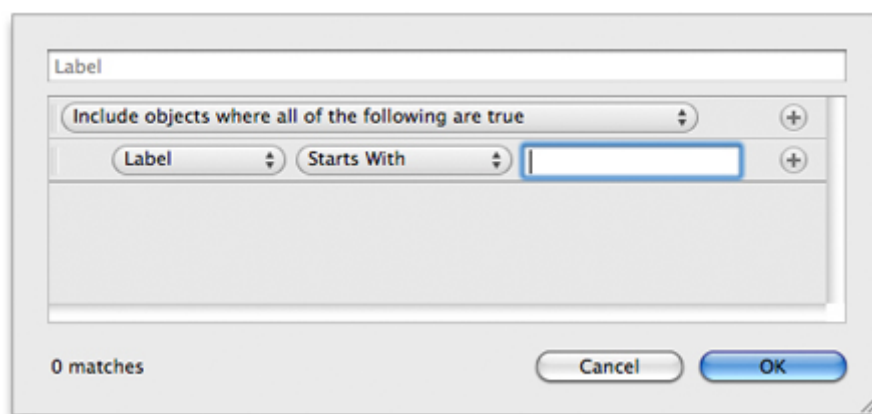 Label
Include objects where all of the following are true
Label Starts With
0 matches Cancel OK